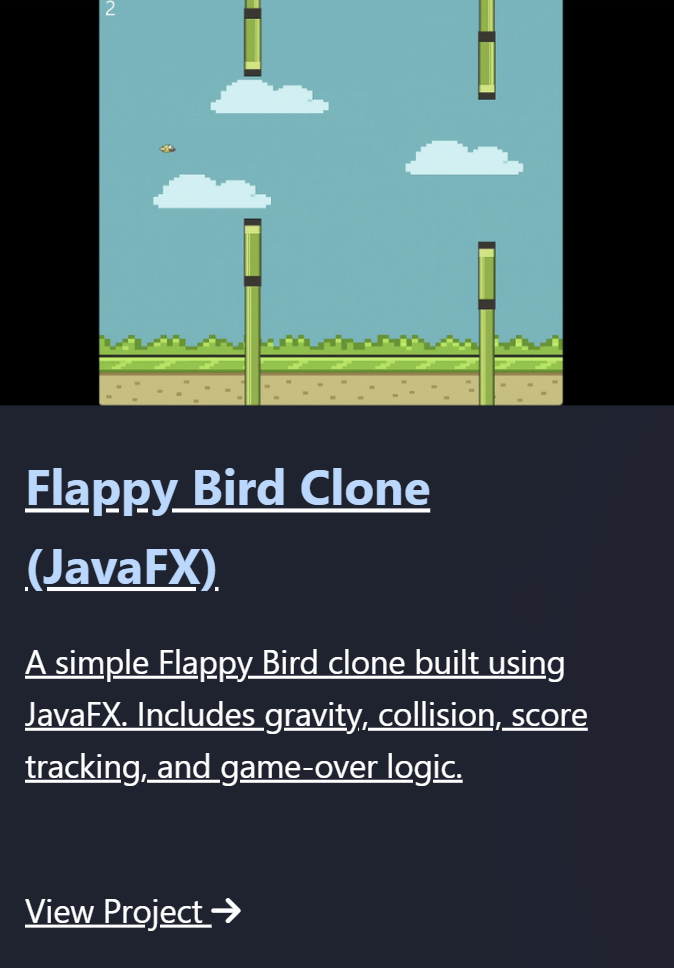 2
Flappy Bird Clone
(JavaFX)
A simple Flappy Bird clone built using
JavaFX. Includes gravity, collision, score
tracking, and game-over logic.
View Project →